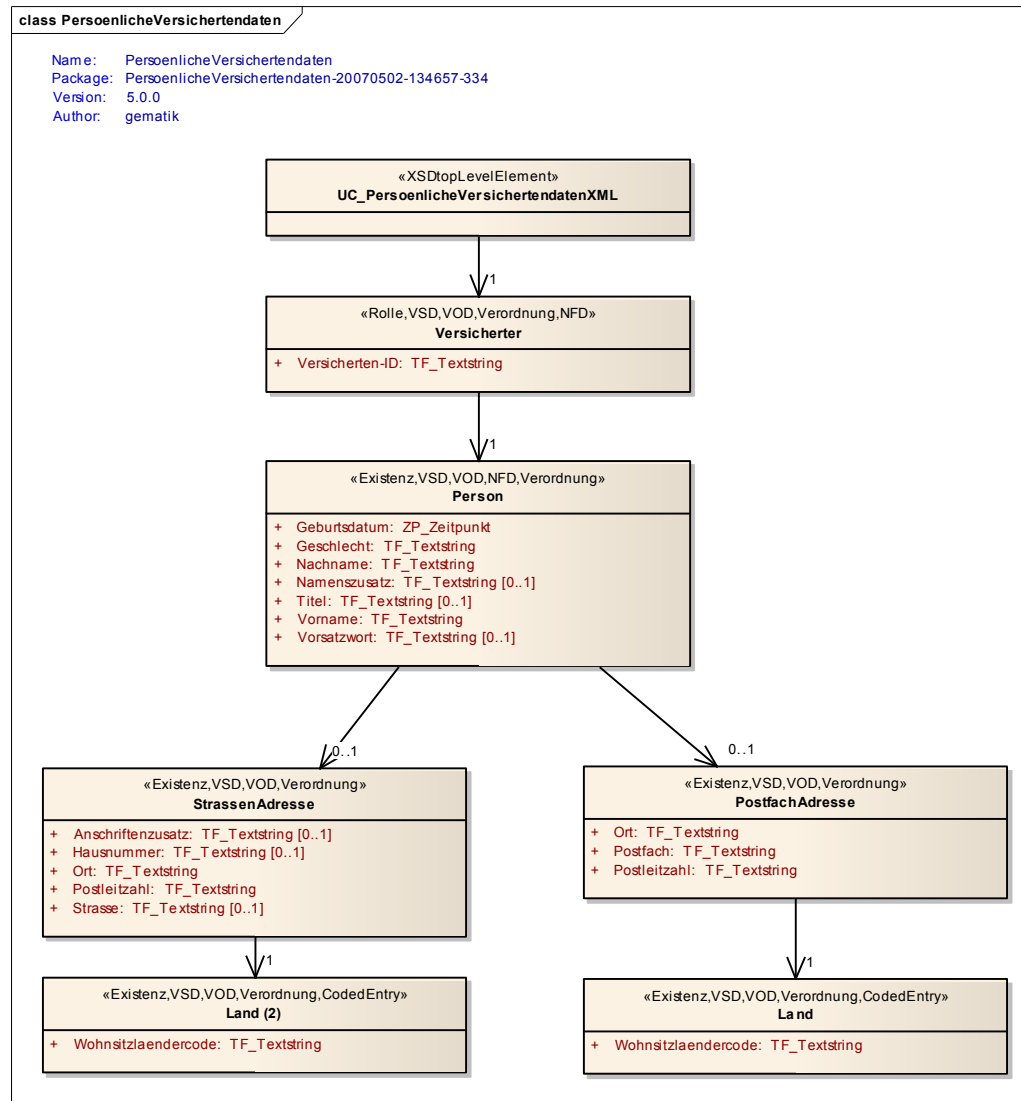 class PersoenlicheVersichertendaten
Name: PersoenlicheVersichertendaten
Package: PersoenlicheVersichertendaten-20070502-134657-334
Version: 5.0.0
Author: gematik
«XSDtopLevelElement»
UC_PersoenlicheVersichertendatenXML
1
«Rolle,VSD,VOD,Verordnung,NFD»
Versicherter
+ Versicherten-ID: TF_Textstring
1
«Existenz,VSD,VOD,NFD,Verordnung»
Person
+ Geburtsdatum: ZP_Zeitpunkt
+ Geschlecht: TF_Textstring
+ Nachname: TF_Textstring
+ Namenszusatz: TF_Textstring [0..1]
+ Titel: TF_Textstring [0..1]
+ Vorname: TF_Textstring
+ Vorsatzwort: TF_Textstring [0..1]
0..1
«Existenz,VSD,VOD,Verordnung»
StrassenAdresse
+ Anschriftenzusatz: TF_Textstring [0..1]
+ Hausnummer: TF_Textstring [0..1]
+ Ort: TF_Textstring
+ Postleitzahl: TF_Textstring
+ Strasse: TF_Textstring [0..1]
1
«Existenz,VSD,VOD,Verordnung,CodedEntry»
Land (2)
+ Wohnsitzlaendercode: TF_Textstring
0..1
«Existenz,VSD,VOD,Verordnung»
PostfachAdresse
+ Ort: TF_Textstring
+ Postfach: TF_Textstring
+ Postleitzahl: TF_Textstring
1
«Existenz,VSD,VOD,Verordnung,CodedEntry»
Land
+ Wohnsitzlaendercode: TF_Textstring